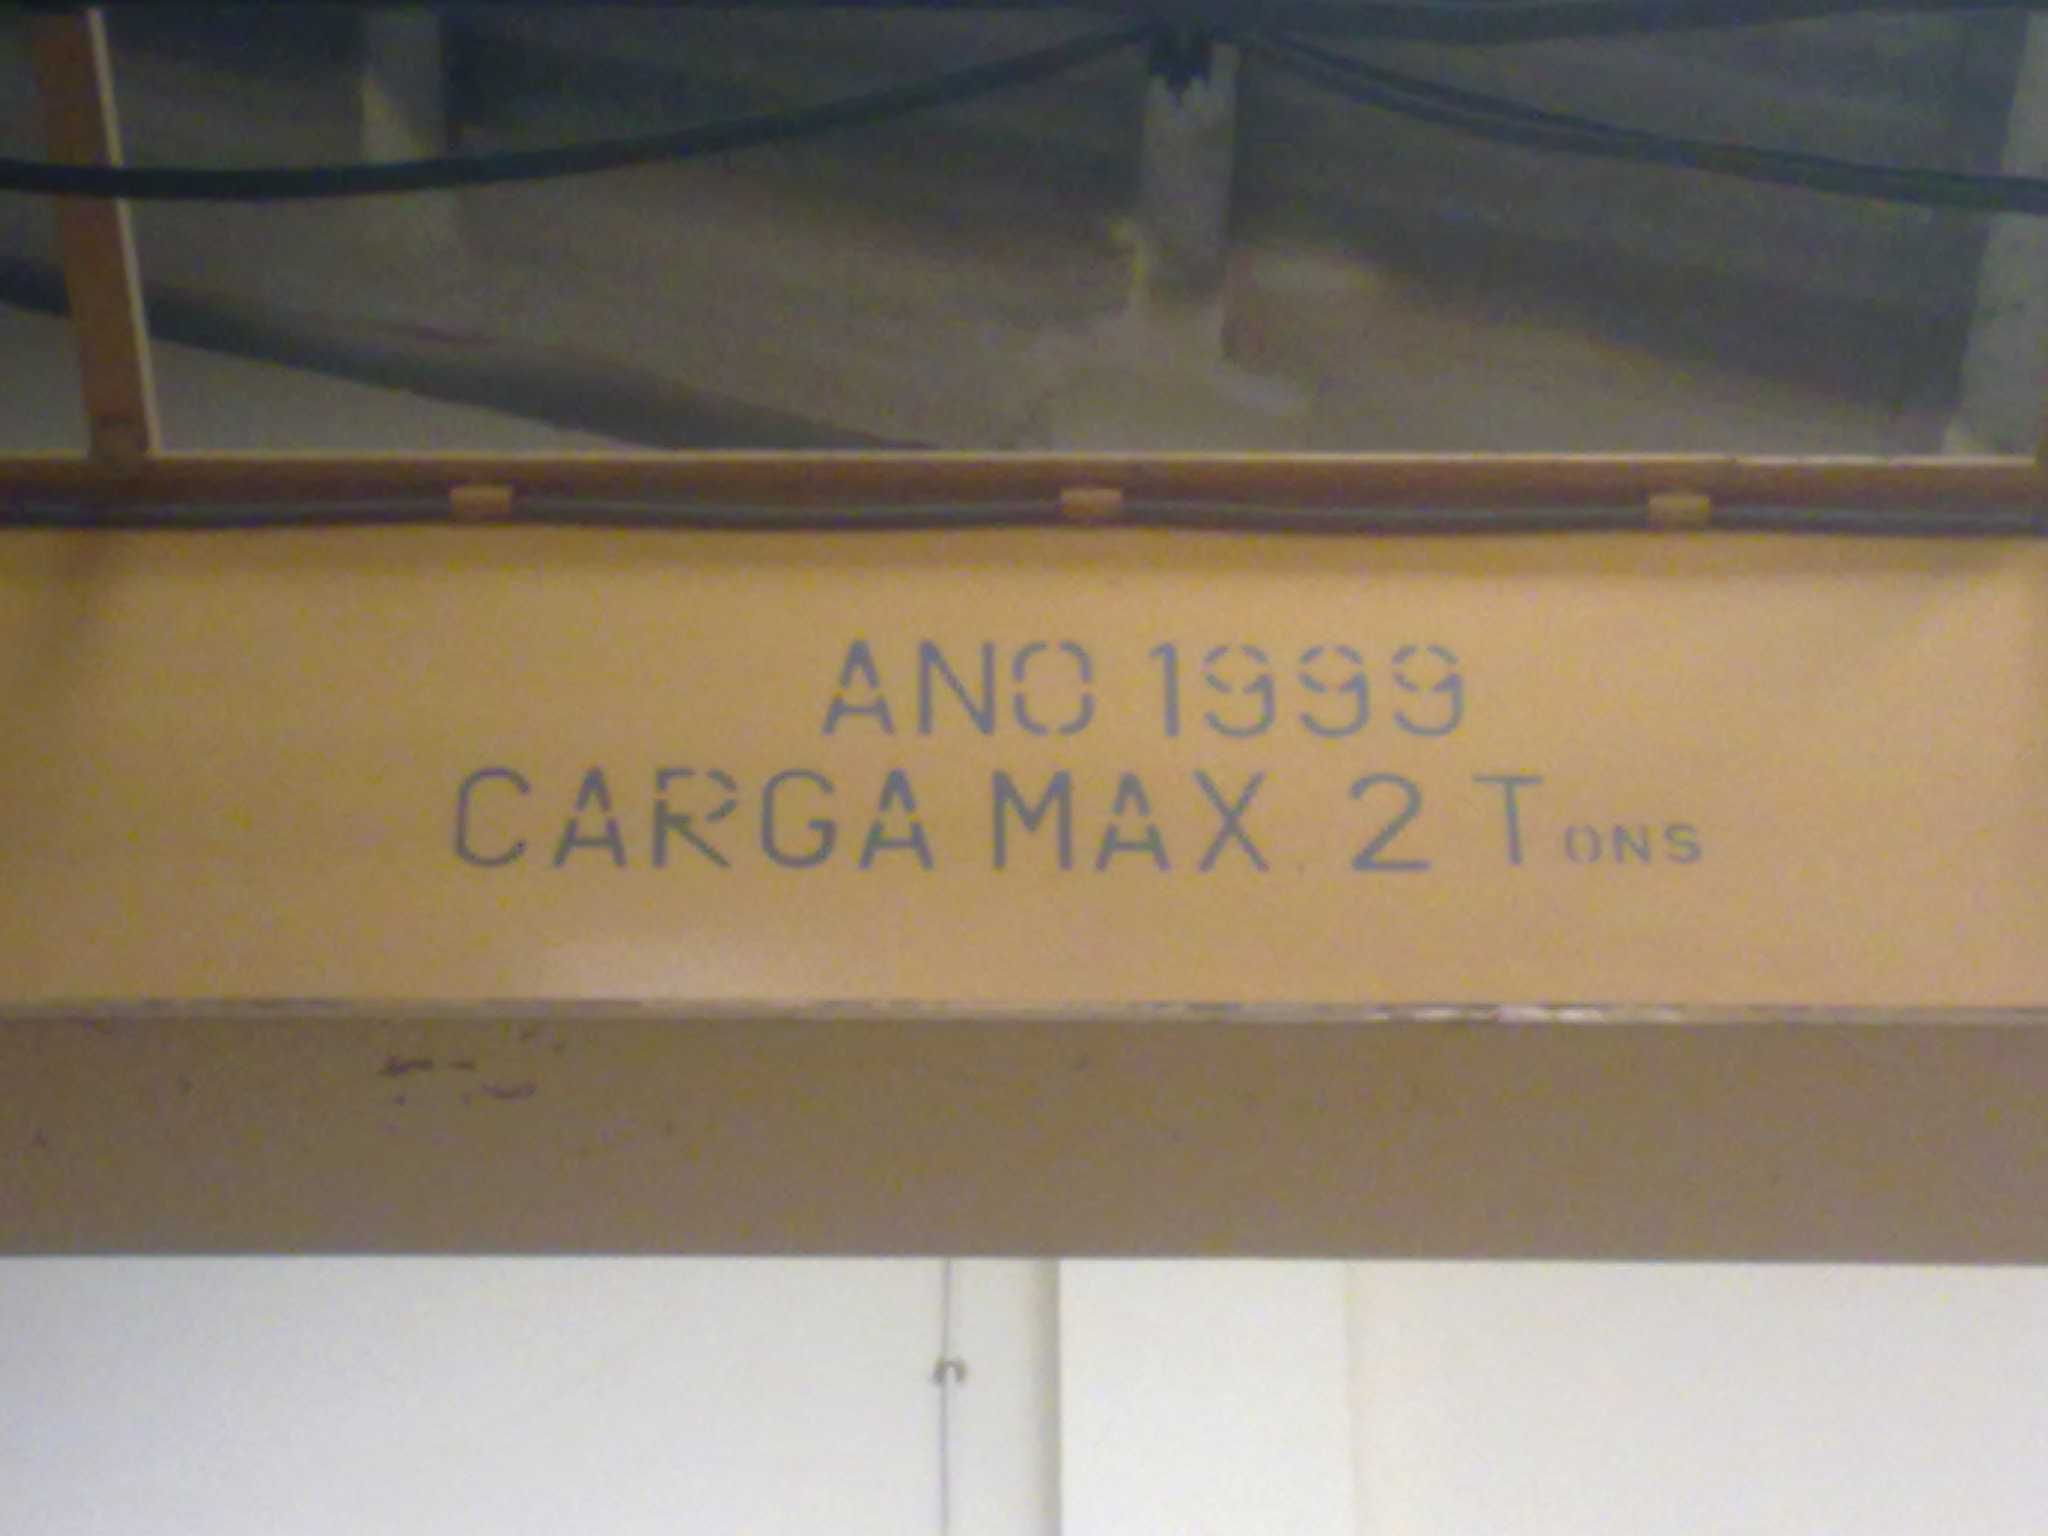 ANO 1999
CARGA MAX. 2 TONS